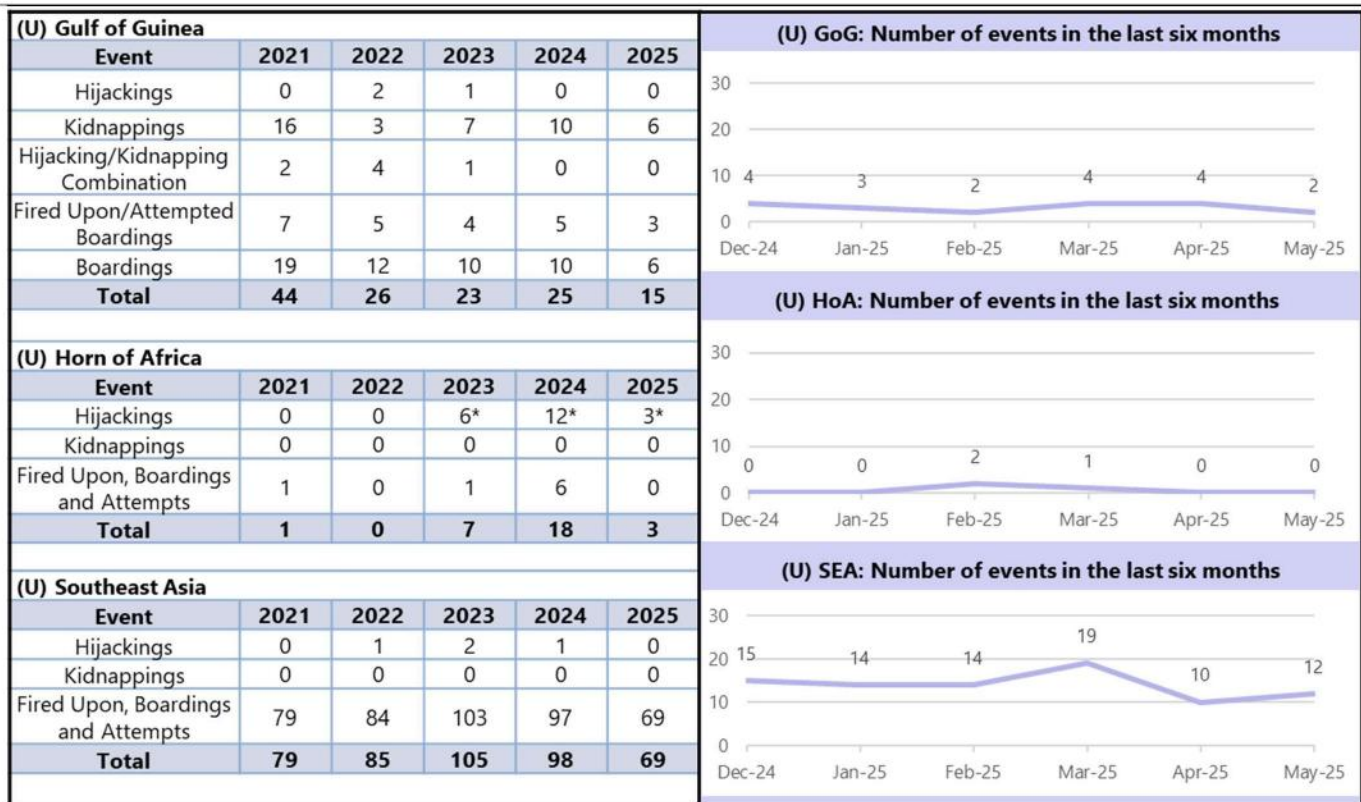 (U) Gulf of Guinea
Event 2021 2022 2023 2024 2025
Hijackings 0 2 1 0 0
Kidnappings 16 3 7 10 6
Hijacking/Kidnapping
Combination 2 4 1 0 0
Fired Upon/Attempted
Boardings 7 5 4 5 3
Boardings 19 12 10 10 6
Total 44 26 23 25 15
(U) Horn of Africa
Event 2021 2022 2023 2024 2025
Hijackings 0 0 6* 12* 3*
Kidnappings 0 0 0 0 0
Fired Upon, Boardings
and Attempts 1 0 1 6 0
Total 1 0 7 18 3
(U) Southeast Asia
Event 2021 2022 2023 2024 2025
Hijackings 0 1 2 1 0
Kidnappings 0 0 0 0 0
Fired Upon, Boardings
and Attempts 79 84 103 97 69
Total 79 85 105 98 69
(U) GoG: Number of events in the last six months
30
20
10
0
4 3 2 4 4 2
Dec-24 Jan-25 Feb-25 Mar-25 Apr-25 May-25
(U) HoA: Number of events in the last six months
30
20
10
0
0 0 2 1 0 0
Dec-24 Jan-25 Feb-25 Mar-25 Apr-25 May-25
(U) SEA: Number of events in the last six months
30
20
10
0
15 14 14 19 10 12
Dec-24 Jan-25 Feb-25 Mar-25 Apr-25 May-25